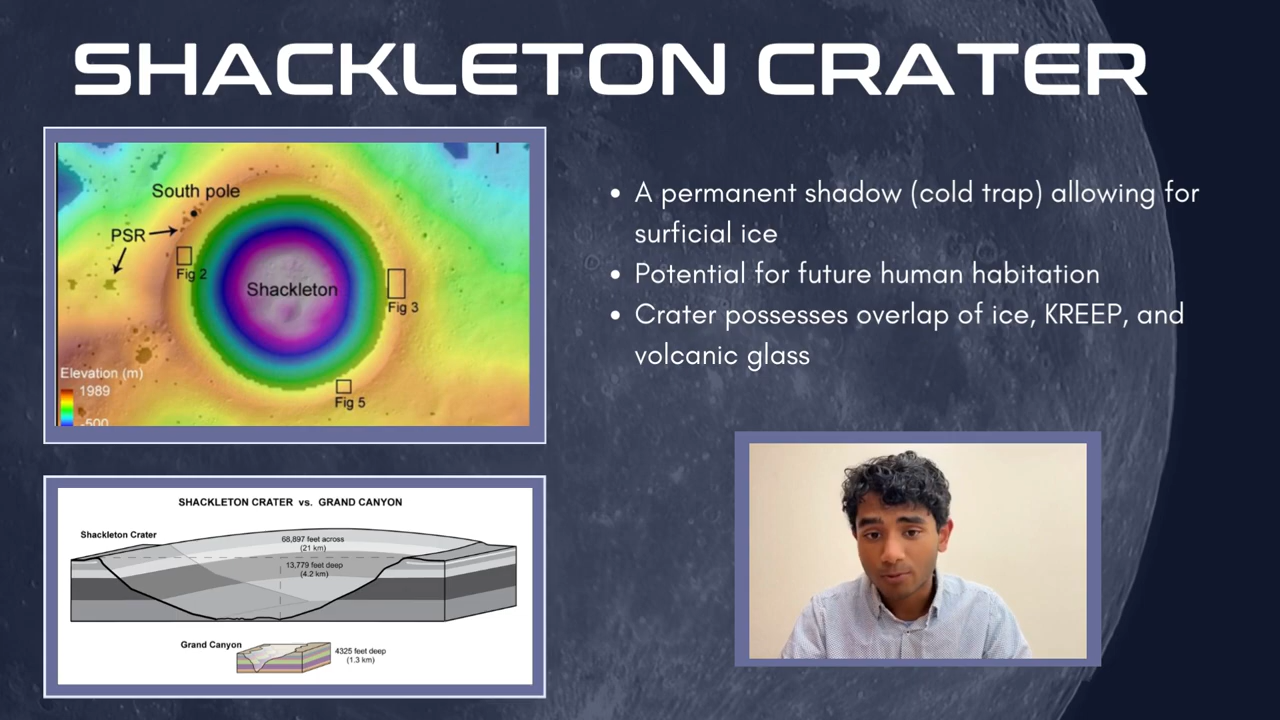 SHACKLETON CRATER
South pole
PSR
Fig 2
Shackleton
Fig 3
Fig 5
Elevation (m)
1989
-500
• A permanent shadow (cold trap) allowing for
surficial ice
• Potential for future human habitation
• Crater possesses overlap of ice, KREEP, and
volcanic glass
SHACKLETON CRATER vs. GRAND CANYON
Shackleton Crater
68,897 feet across
(21 km)
13,779 feet deep
(4.2 km)
Grand Canyon
4325 feet deep
(1.3 km)